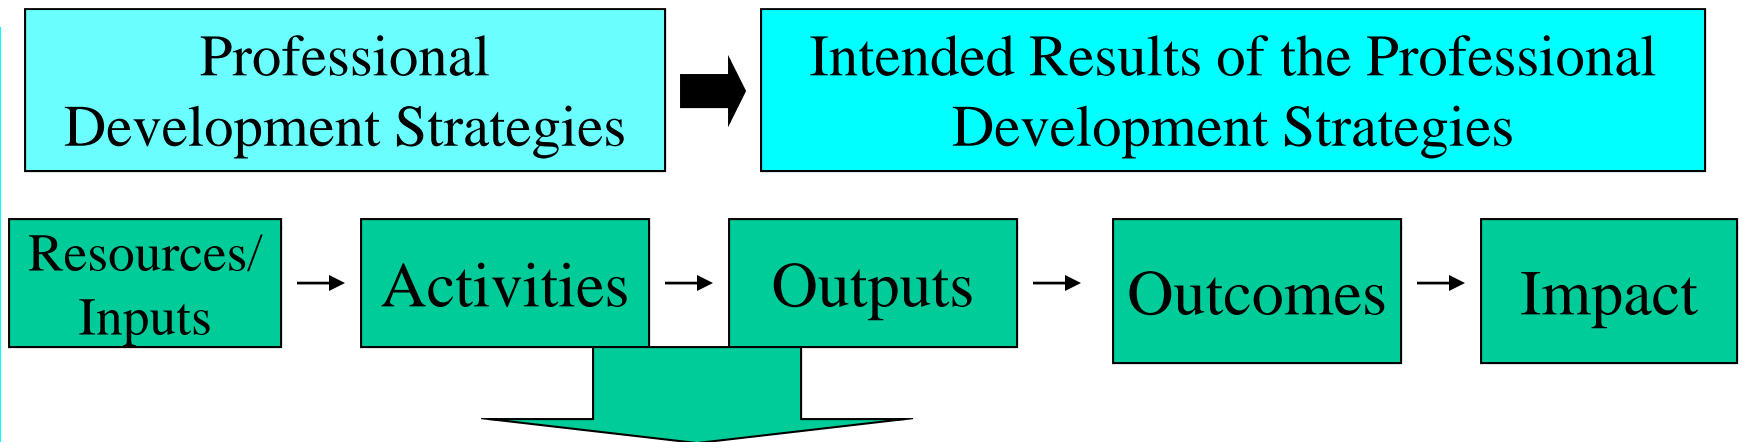 Professional
Development Strategies
Intended Results of the Professional
Development Strategies
Resources/
Inputs
Activities
Outputs
Outcomes
Impact